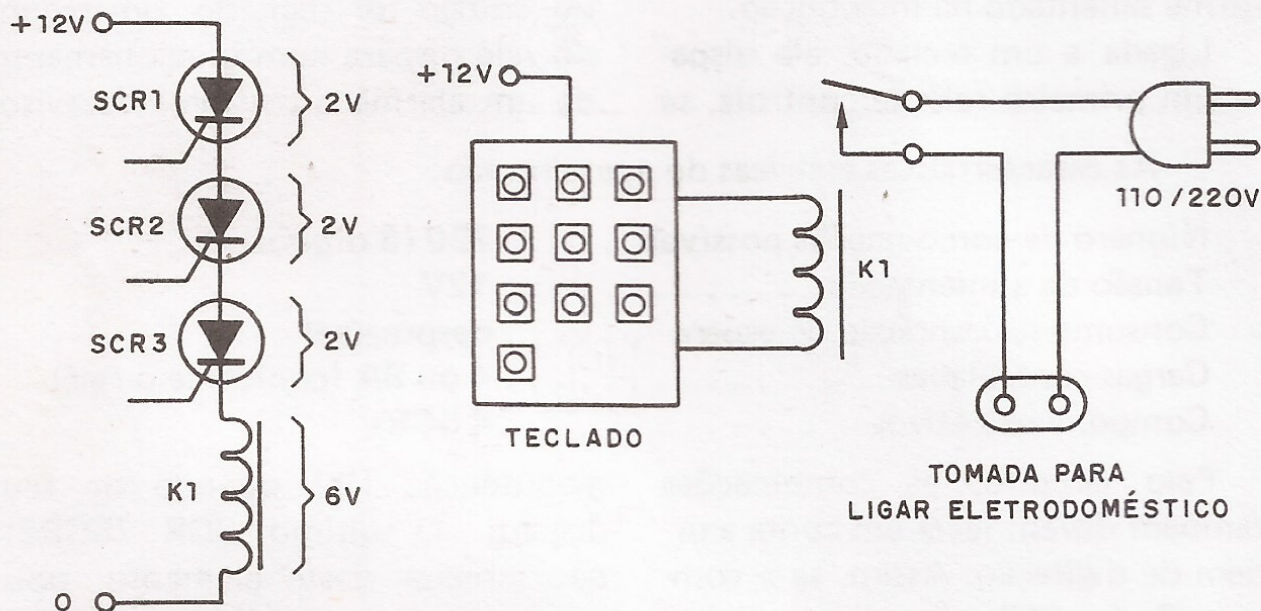 +12V
SCR1
2V
SCR2
2V
SCR3
2V
K1
6V
0
+12V
TECLADO
K1
110/220V
TOMADA PARA
LIGAR ELETRODOMÉSTICO